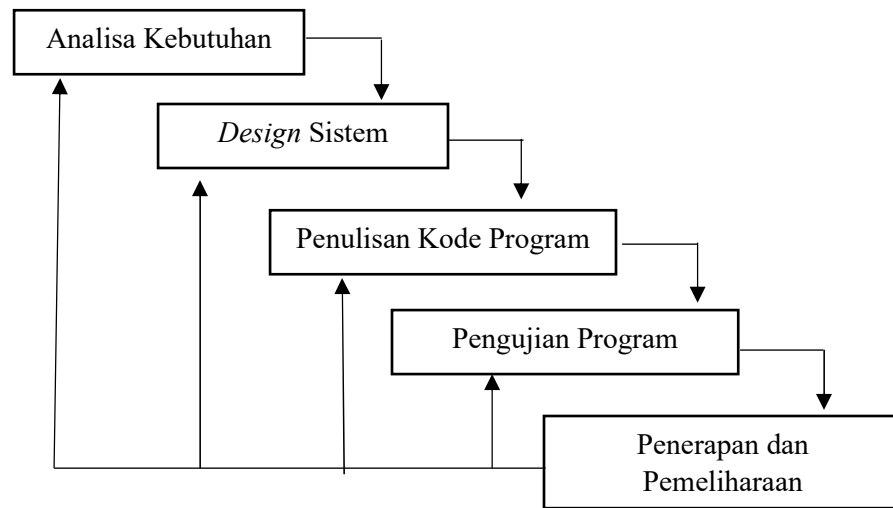 Analisa Kebutuhan
Design Sistem
Penulisan Kode Program
Pengujian Program
Penerapan dan
Pemeliharaan